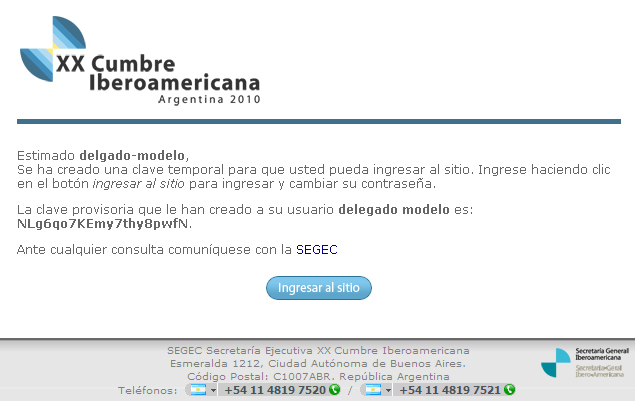 XX Cumbre
Iberoamericana
Argentina 2010
Estimado delgado-modelo,
Se ha creado una clave temporal para que usted pueda ingresar al sitio. Ingrese haciendo clic
en el botón ingresar al sitio para ingresar y cambiar su contraseña.
La clave provisoria que le han creado a su usuario delegado modelo es:
NLg6qo7KEmy7thy8pwfN.
Ante cualquier consulta comuníquese con la SEGEC
Ingresar al sitio
SEGEC Secretaría Ejecutiva XX Cumbre Iberoamericana
Esmeralda 1212, Ciudad Autónoma de Buenos Aires.
Código Postal: C1007ABR. República Argentina
Teléfonos: +54 11 4819 7520 / +54 11 4819 7521
Secretaría General
Iberoamericana
Secretaria-Geral
Ibero-Americana